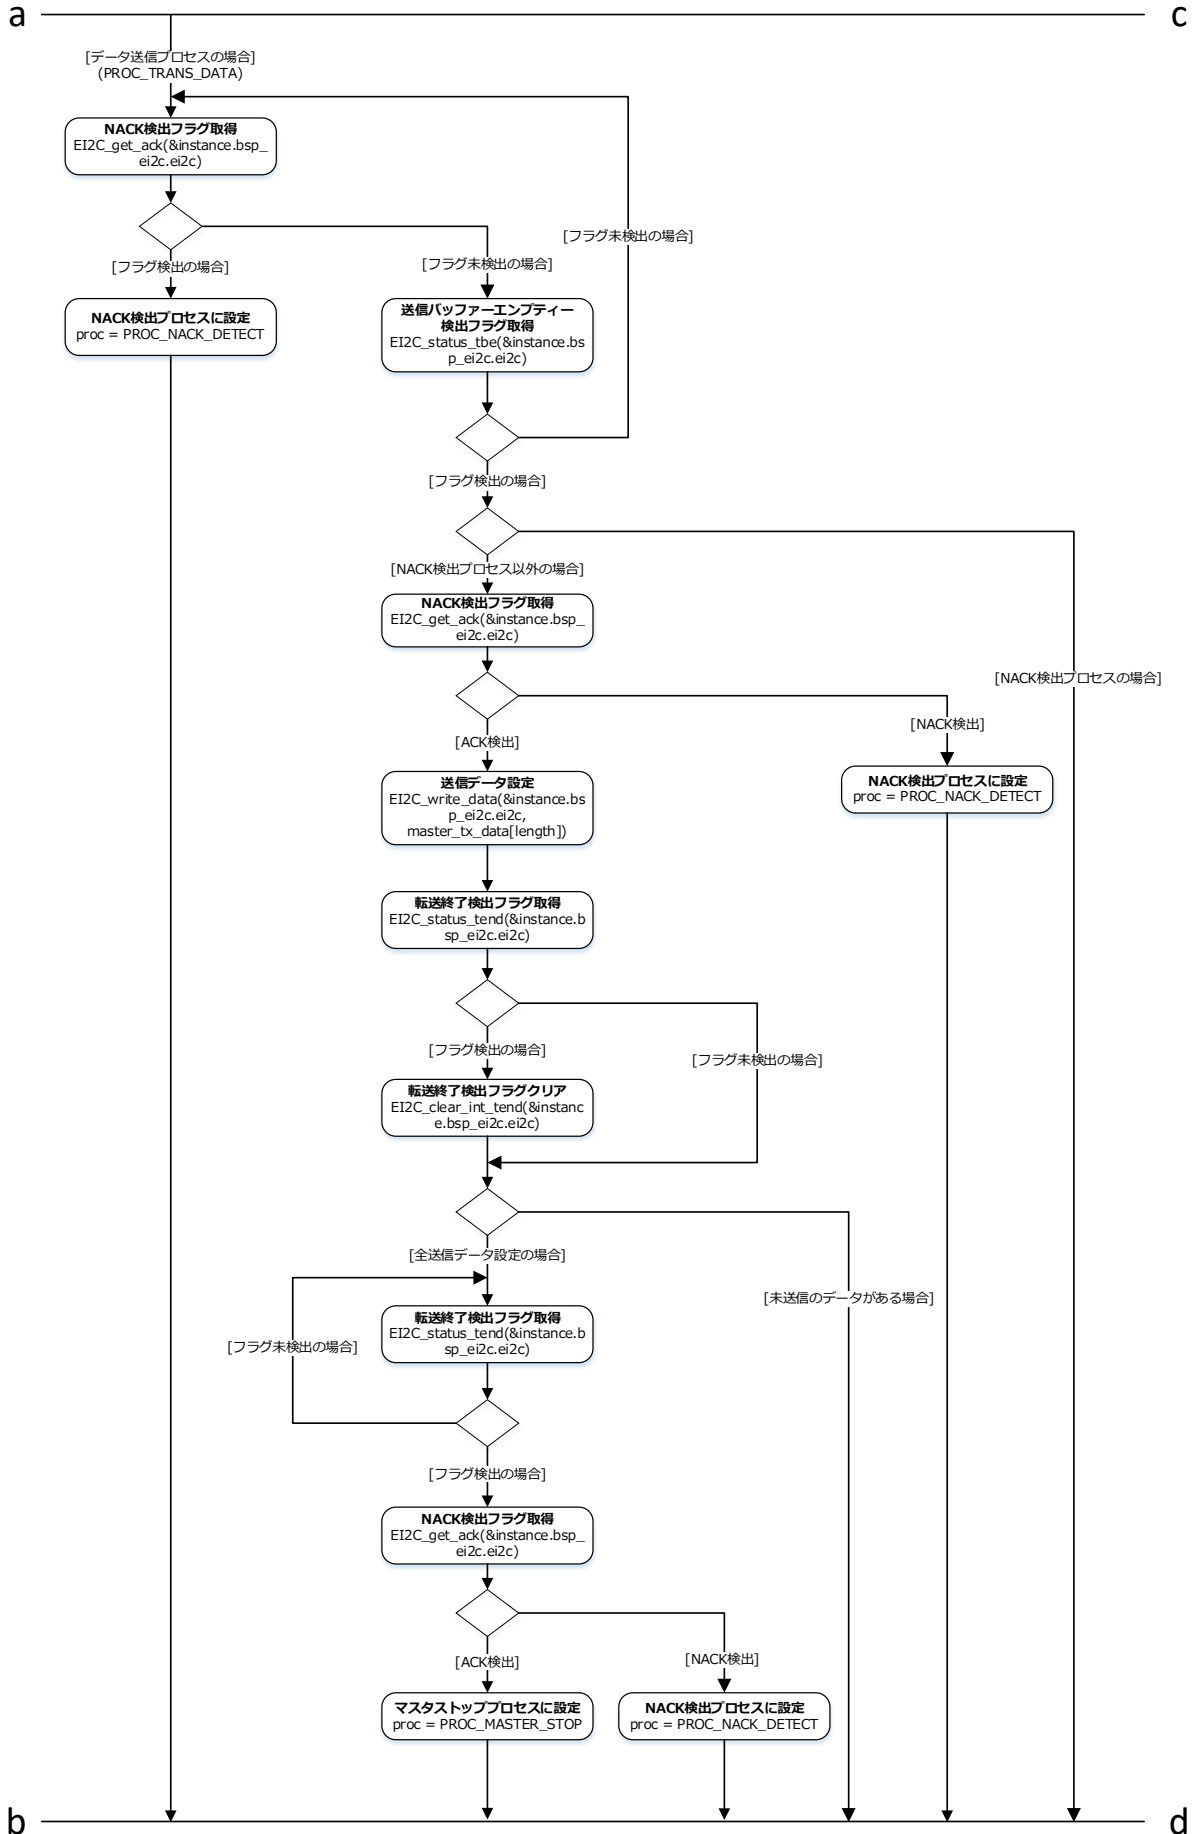 a
c
[データ送信プロセスの場合]
(PROC_TRANS_DATA)
NACK検出フラグ取得
EI2C_get_ack(&instance.bsp_
ei2c.ei2c)
[フラグ未検出の場合]
[フラグ検出の場合]
[フラグ未検出の場合]
NACK検出プロセスに設定
proc = PROC_NACK_DETECT
送信バッファーエンプティー
検出フラグ取得
EI2C_status_tbe(&instance.bs
p_ei2c.ei2c)
[フラグ検出の場合]
[NACK検出プロセス以外の場合]
NACK検出フラグ取得
EI2C_get_ack(&instance.bsp_
ei2c.ei2c)
[NACK検出プロセスの場合]
[NACK検出]
[ACK検出]
送信データ設定
EI2C_write_data(&instance.bs
p_ei2c.ei2c,
master_tx_data[length])
NACK検出プロセスに設定
proc = PROC_NACK_DETECT
転送終了検出フラグ取得
EI2C_status_tend(&instance.b
sp_ei2c.ei2c)
[フラグ検出の場合]
[フラグ未検出の場合]
転送終了検出フラグクリア
EI2C_clear_int_tend(&instanc
e.bsp_ei2c.ei2c)
[全送信データ設定の場合]
[未送信のデータがある場合]
転送終了検出フラグ取得
EI2C_status_tend(&instance.b
sp_ei2c.ei2c)
[フラグ未検出の場合]
[フラグ検出の場合]
NACK検出フラグ取得
EI2C_get_ack(&instance.bsp_
ei2c.ei2c)
[ACK検出]
[NACK検出]
マスタストッププロセスに設定
proc = PROC_MASTER_STOP
NACK検出プロセスに設定
proc = PROC_NACK_DETECT
b
d